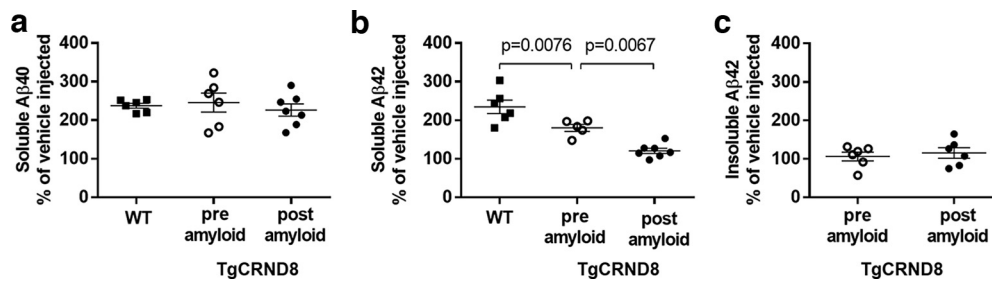 a
Soluble Aβ40
% of vehicle injected
400
300
200
100
0
WT
pre
amyloid
post
amyloid
TgCRND8
b
Soluble Aβ42
% of vehicle injected
400
300
200
100
0
p=0.0076
p=0.0067
WT
pre
amyloid
post
amyloid
TgCRND8
c
Insoluble Aβ42
% of vehicle injected
400
300
200
100
0
pre
amyloid
post
amyloid
TgCRND8